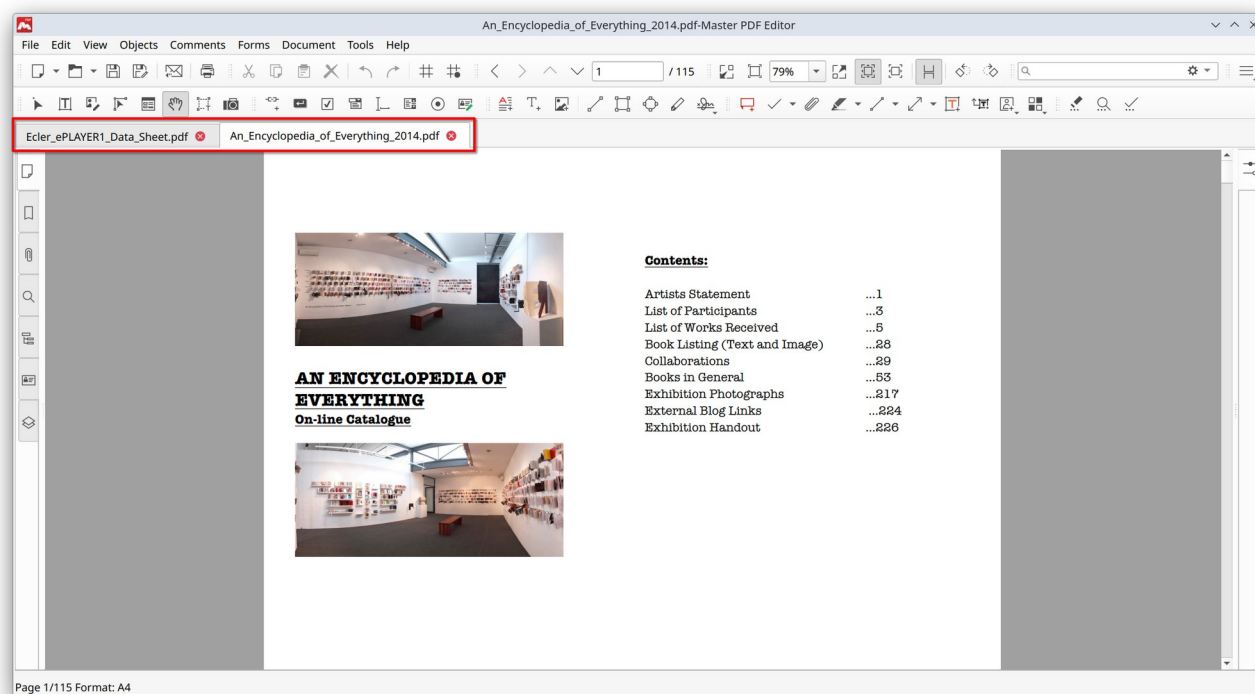 An_Encyclopedia_of_Everything_2014.pdf-Master PDF Editor
File Edit View Objects Comments Forms Document Tools Help
1 / 115 79%
Ecler_ePLAYER1_Data_Sheet.pdf An_Encyclopedia_of_Everything_2014.pdf
AN ENCYCLOPEDIA OF
EVERYTHING
On-line Catalogue
Contents:
Artists Statement ...1
List of Participants ...3
List of Works Received ...5
Book Listing (Text and Image) ...28
Collaborations ...29
Books in General ...53
Exhibition Photographs ...217
External Blog Links ...224
Exhibition Handout ...226
Page 1/115 Format: A4